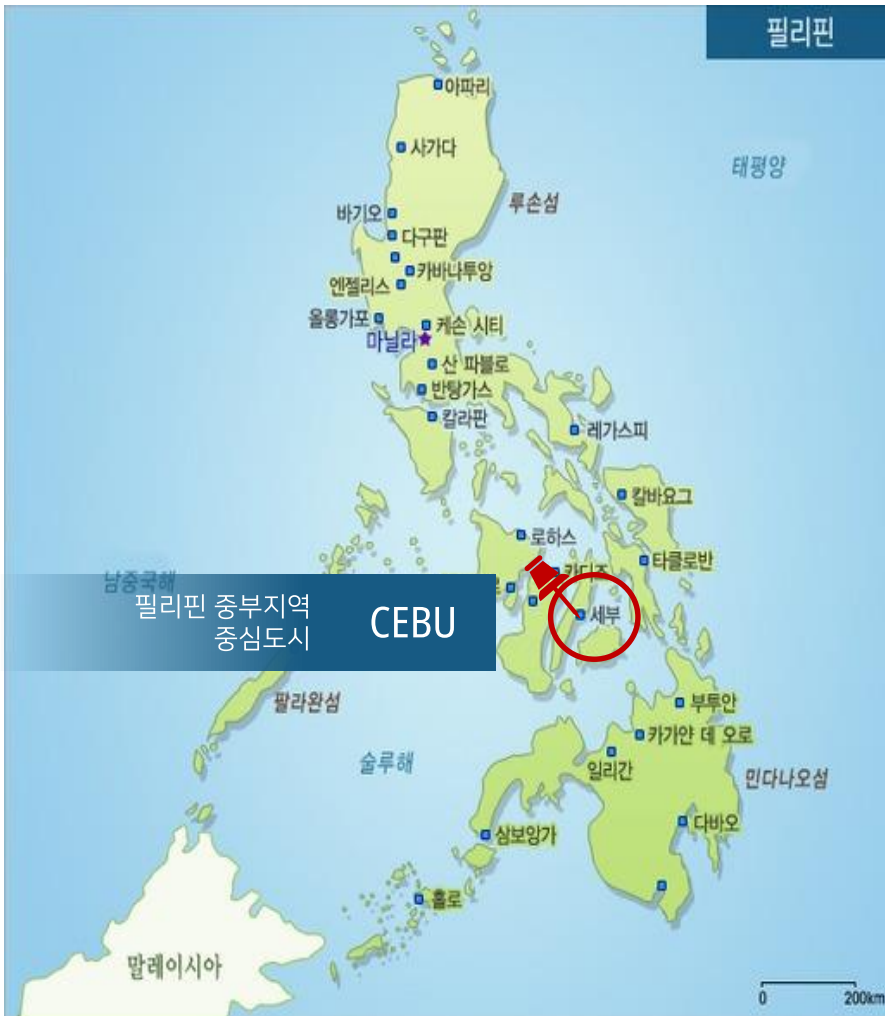 필리핀
아파리
사가다
태평양
루손섬
바기오
다구판
카바나투앙
엔젤리스
올롱가포
케손 시티
마닐라
산 파블로
반탕가스
칼라판
레가스피
칼바요그
로하스
타클로반
카디즈
남중국해
필리핀 중부지역
중심도시
CEBU
세부
팔라완섬
부투안
카가얀 데 오로
술루해
일리간
민다나오섬
다바오
삼보앙가
홀로
말레이시아
0 200km